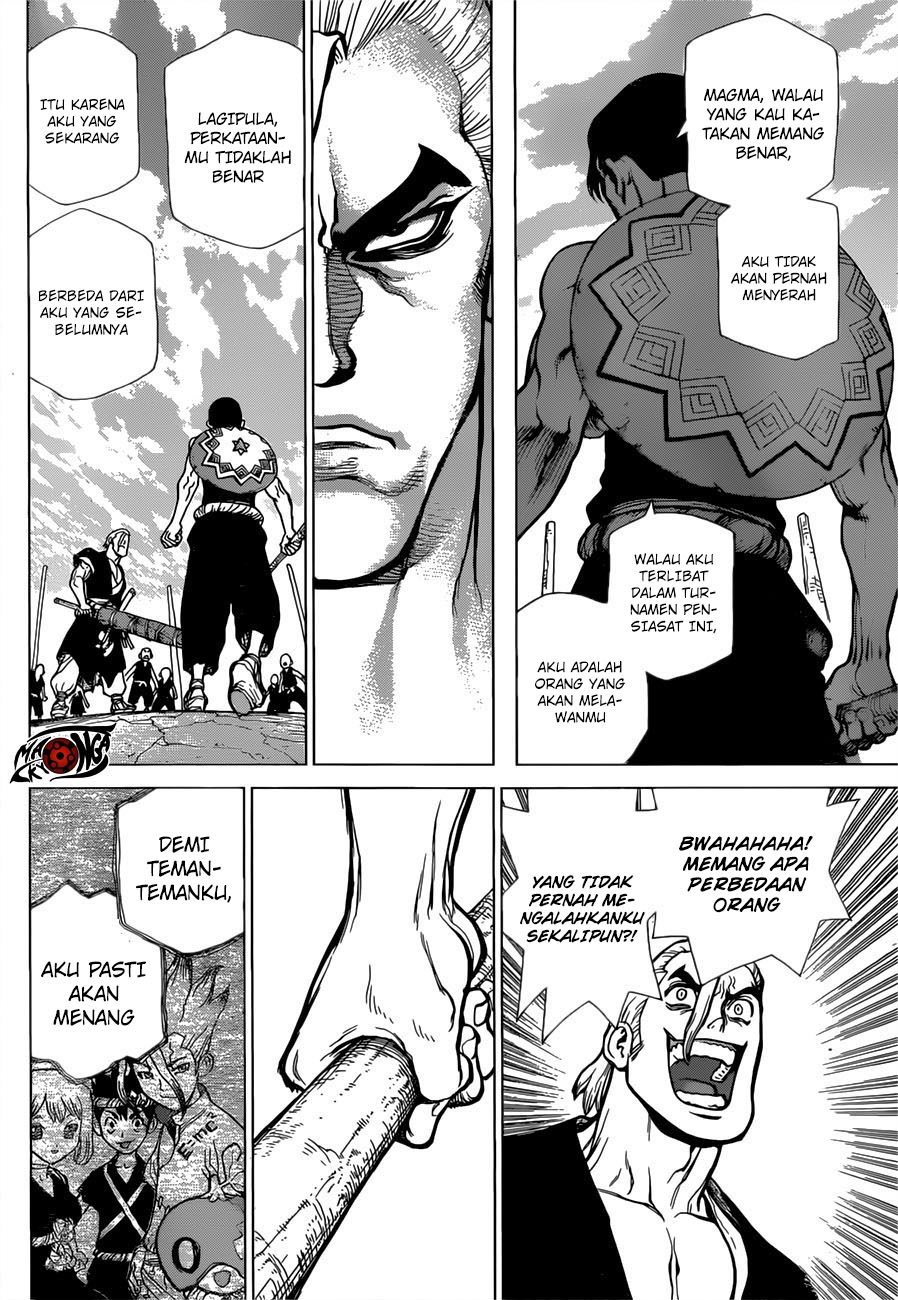 MAGMA, WALAU
YANG KAU KA-
TAKAN MEMANG
BENAR,
AKU TIDAK
AKAN PERNAH
MENYERAH
WALAU AKU
TERLIBAT
DALAM TUR-
NAMEN PEN-
SIASAT INI,
AKU ADALAH
ORANG YANG
AKAN MELA-
WANMU
LAGIPULA,
PERKATAAN-
MU TIDAKLAH
BENAR
ITU KARENA
AKU YANG
SEKARANG
BERBEDA DARI
AKU YANG SE-
BELUMNYA
MANGACK
BWAHAHAHA!
MEMANG APA
PERBEDAAN
ORANG
YANG TIDAK
PERNAH ME-
NGALAHKANKU
SEKALIPUN?!
DEMI
TEMAN-
TEMANKU,
AKU PASTI
AKAN
MENANG
E=mc